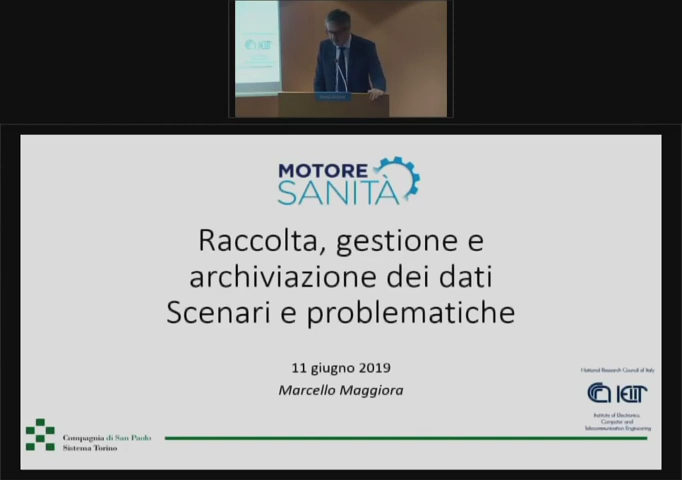 MOTORE
SANITÀ
Raccolta, gestione e
archiviazione dei dati
Scenari e problematiche
11 giugno 2019
Marcello Maggiora
National Research Council of Italy
IEIIT
Institute of Electronics,
Computer and
Telecommunication Engineering
Compagnia di San Paolo
Sistema Torino